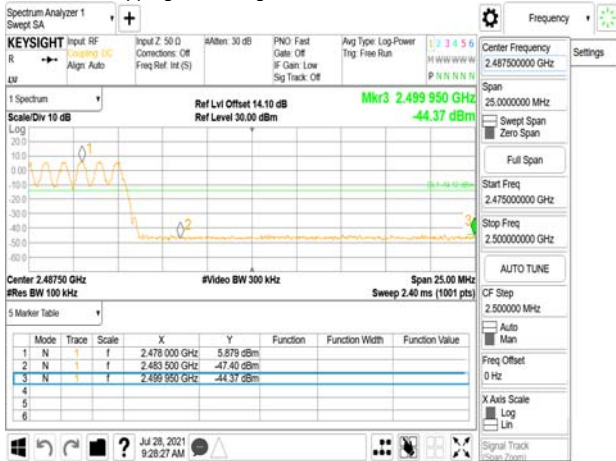 Spectrum Analyzer 1
Swept SA
+
Frequency
KEYSIGHT
R
Input: RF
Coupling: DC
Align: Auto
Input Z: 50 Ω
Corrections: Off
Freq Ref: Int (S)
#Atten: 30 dB
PNO: Fast
Gate: Off
IF Gain: Low
Sig Track: Off
Avg Type: Log-Power
Trig: Free Run
1 2 3 4 5 6
M W W W W W
P N N N N N
Center Frequency
2.487500000 GHz
Settings
Span
25.0000000 MHz
Swept Span
Zero Span
Full Span
Start Freq
2.475000000 GHz
Stop Freq
2.500000000 GHz
AUTO TUNE
CF Step
2.500000 MHz
Auto
Man
Freq Offset
0 Hz
X Axis Scale
Log
Lin
Signal Track
(Span Zoom)
1 Spectrum
Scale/Div 10 dB
Ref Lvl Offset 14.10 dB
Ref Level 30.00 dBm
Mkr3 2.499 950 GHz
-44.37 dBm
Log
20.0
10.0
0.00
-10.0
-20.0
-30.0
-40.0
-50.0
-60.0
1
2
3
Center 2.48750 GHz
#Res BW 100 kHz
#Video BW 300 kHz
Span 25.00 MHz
Sweep 2.40 ms (1001 pts)
5 Marker Table
Mode Trace Scale X Y Function Function Width Function Value
1 N 1 f 2.478 000 GHz 5.879 dBm
2 N 1 f 2.483 500 GHz -47.40 dBm
3 N 1 f 2.499 950 GHz -44.37 dBm
4
5
6
?
Jul 28, 2021
9:28:27 AM